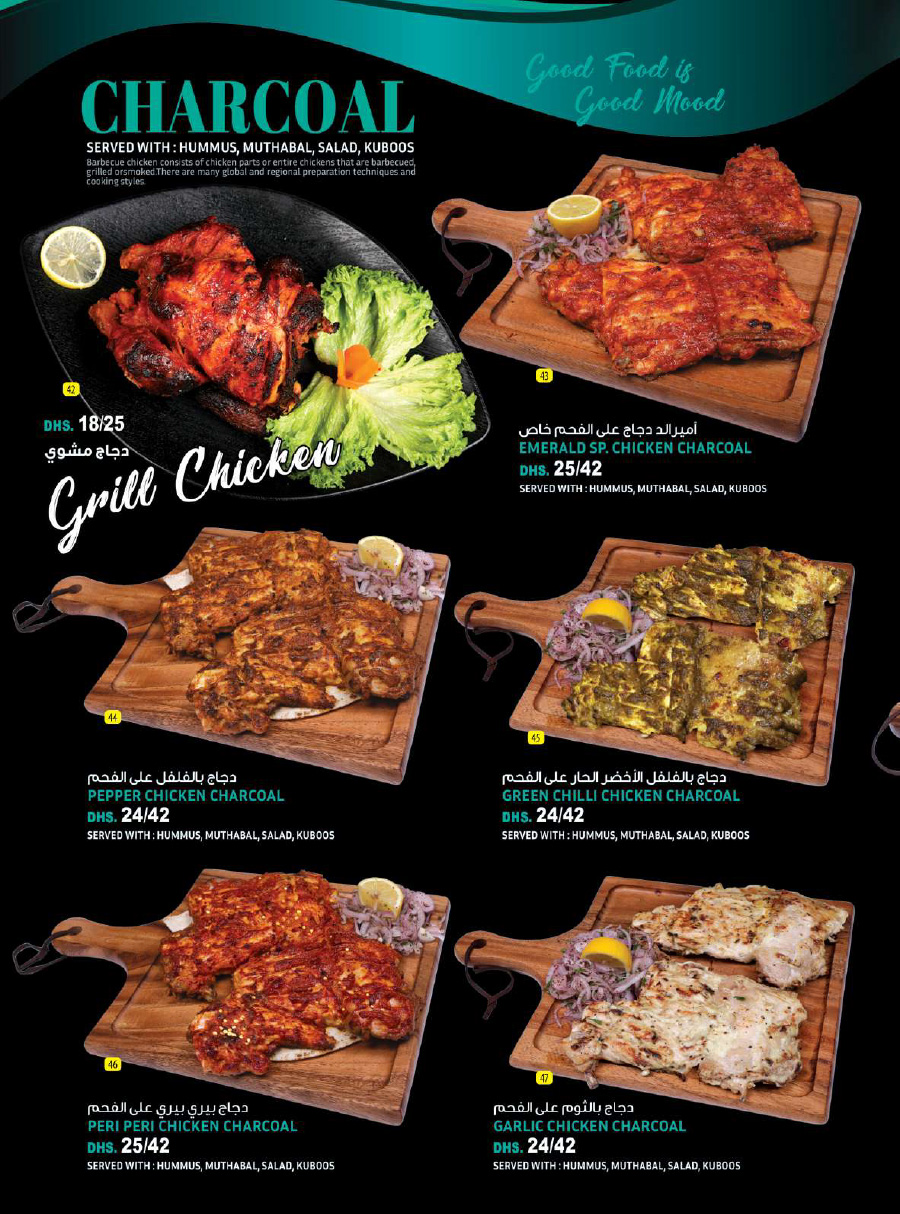 Good Food is
Good Mood
CHARCOAL
SERVED WITH : HUMMUS, MUTHABAL, SALAD, KUBOOS
Barbecue chicken consists of chicken parts or entire chickens that are barbecued,
grilled orsmoked.There are many global and regional preparation techniques and
cooking styles.
42
DHS. 18/25
دجاج مشوي
Grill Chicken
43
أميرالد دجاج على الفحم خاص
EMERALD SP. CHICKEN CHARCOAL
DHS. 25/42
SERVED WITH : HUMMUS, MUTHABAL, SALAD, KUBOOS
44
دجاج بالفلفل على الفحم
PEPPER CHICKEN CHARCOAL
DHS. 24/42
SERVED WITH : HUMMUS, MUTHABAL, SALAD, KUBOOS
45
دجاج بالفلفل الأخضر الحار على الفحم
GREEN CHILLI CHICKEN CHARCOAL
DHS. 24/42
SERVED WITH : HUMMUS, MUTHABAL, SALAD, KUBOOS
46
دجاج بيري بيري على الفحم
PERI PERI CHICKEN CHARCOAL
DHS. 25/42
SERVED WITH : HUMMUS, MUTHABAL, SALAD, KUBOOS
47
دجاج بالثوم على الفحم
GARLIC CHICKEN CHARCOAL
DHS. 24/42
SERVED WITH : HUMMUS, MUTHABAL, SALAD, KUBOOS